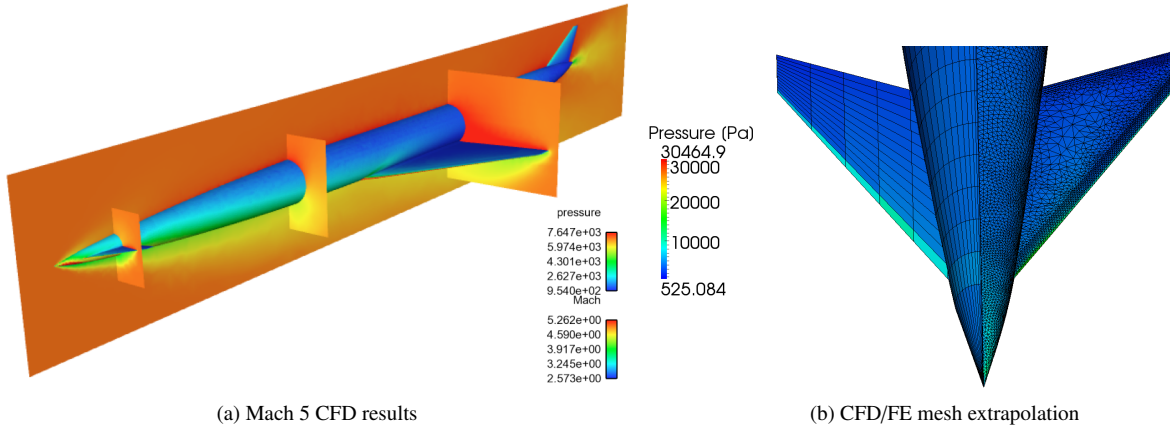 pressure
7.647e+03
5.974e+03
4.301e+03
2.627e+03
9.540e+02
Mach
5.262e+00
4.590e+00
3.917e+00
3.245e+00
2.573e+00
Pressure (Pa)
30464.9
30000
20000
10000
525.084
(a) Mach 5 CFD results
(b) CFD/FE mesh extrapolation